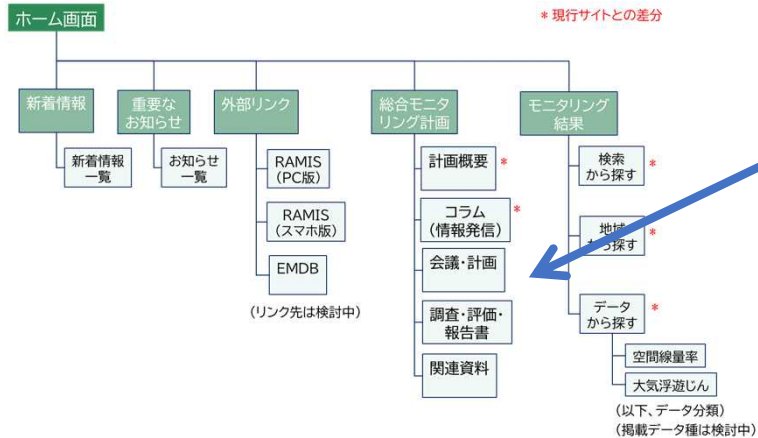 ホーム画面
* 現行サイトとの差分
新着情報
重要な
お知らせ
外部リンク
総合モニタ
リング計画
モニタリング
結果
新着情報
一覧
お知らせ
一覧
RAMIS
(PC版)
RAMIS
(スマホ版)
EMDB
(リンク先は検討中)
計画概要 *
コラム *
(情報発信)
会議・計画
調査・評価・
報告書
関連資料
検索
から探す *
地域
から探す *
データ
から探す *
空間線量率
大気浮遊じん
(以下、データ分類)
(掲載データ種は検討中)